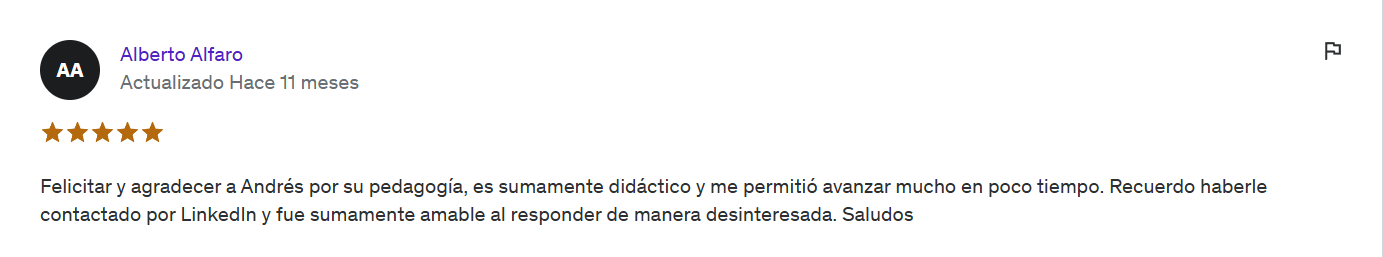 AA
Alberto Alfaro
Actualizado Hace 11 meses
Felicitar y agradecer a Andrés por su pedagogía, es sumamente didáctico y me permitió avanzar mucho en poco tiempo. Recuerdo haberle
contactado por LinkedIn y fue sumamente amable al responder de manera desinteresada. Saludos